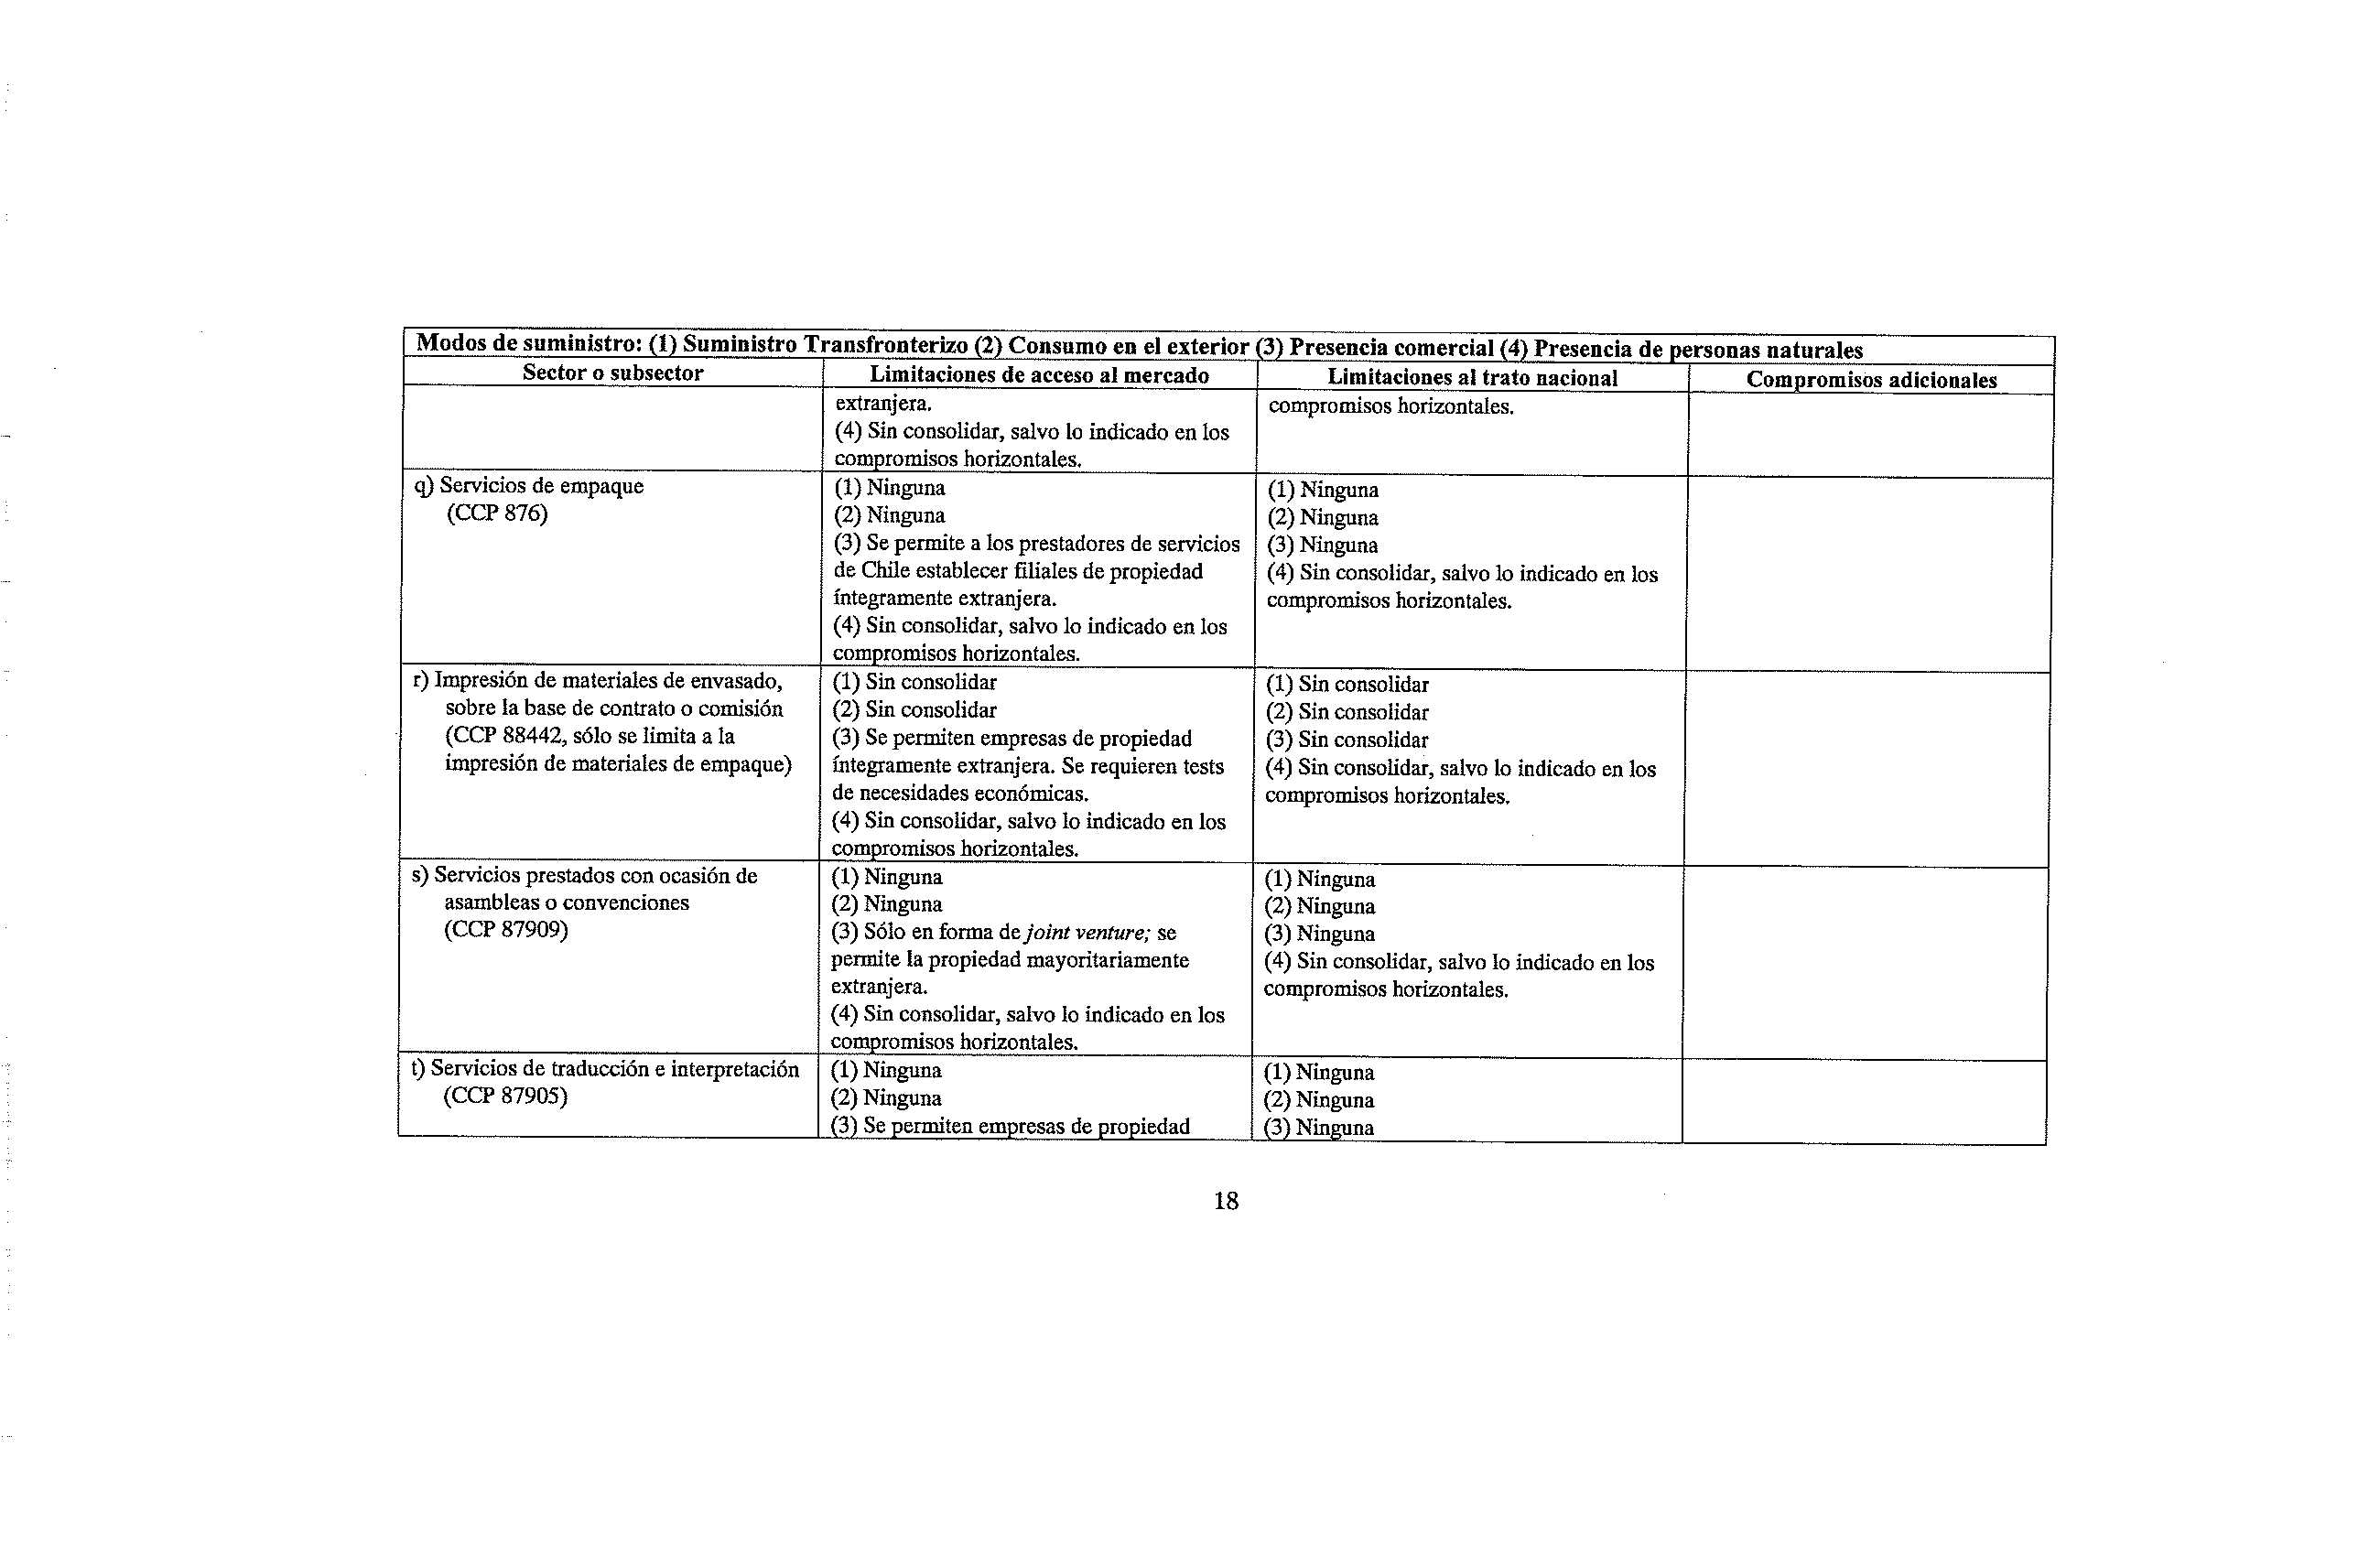 Modos de suministro: (1) Suministro Transfronterizo (2) Consumo en el exterior (3) Presencia comercial (4) Presencia de personas naturales
Sector o subsector
Limitaciones de acceso al mercado
Limitaciones al trato nacional
Compromisos adicionales
extranjera.
(4) Sin consolidar, salvo lo indicado en los
compromisos horizontales.
compromisos horizontales.
q) Servicios de empaque
(CCP 876)
(1) Ninguna
(2) Ninguna
(3) Se permite a los prestadores de servicios
de Chile establecer filiales de propiedad
íntegramente extranjera.
(4) Sin consolidar, salvo lo indicado en los
compromisos horizontales.
(1) Ninguna
(2) Ninguna
(3) Ninguna
(4) Sin consolidar, salvo lo indicado en los
compromisos horizontales.
r) Impresión de materiales de envasado,
sobre la base de contrato o comisión
(CCP 88442, sólo se limita a la
impresión de materiales de empaque)
(1) Sin consolidar
(2) Sin consolidar
(3) Se permiten empresas de propiedad
íntegramente extranjera. Se requieren tests
de necesidades económicas.
(4) Sin consolidar, salvo lo indicado en los
compromisos horizontales.
(1) Sin consolidar
(2) Sin consolidar
(3) Sin consolidar
(4) Sin consolidar, salvo lo indicado en los
compromisos horizontales.
s) Servicios prestados con ocasión de
asambleas o convenciones
(CCP 87909)
(1) Ninguna
(2) Ninguna
(3) Sólo en forma de joint venture; se
permite la propiedad mayoritariamente
extranjera.
(4) Sin consolidar, salvo lo indicado en los
compromisos horizontales.
(1) Ninguna
(2) Ninguna
(3) Ninguna
(4) Sin consolidar, salvo lo indicado en los
compromisos horizontales.
t) Servicios de traducción e interpretación
(CCP 87905)
(1) Ninguna
(2) Ninguna
(3) Se permiten empresas de propiedad
(1) Ninguna
(2) Ninguna
(3) Ninguna
18